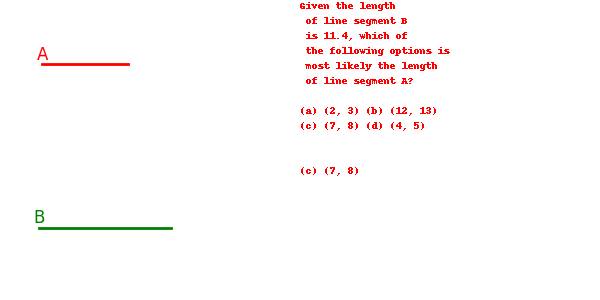 Given the length
of line segment B
is 11.4, which of
the following options is
most likely the length
of line segment A?
(a) (2, 3) (b) (12, 13)
(c) (7, 8) (d) (4, 5)
(c) (7, 8)
A
B